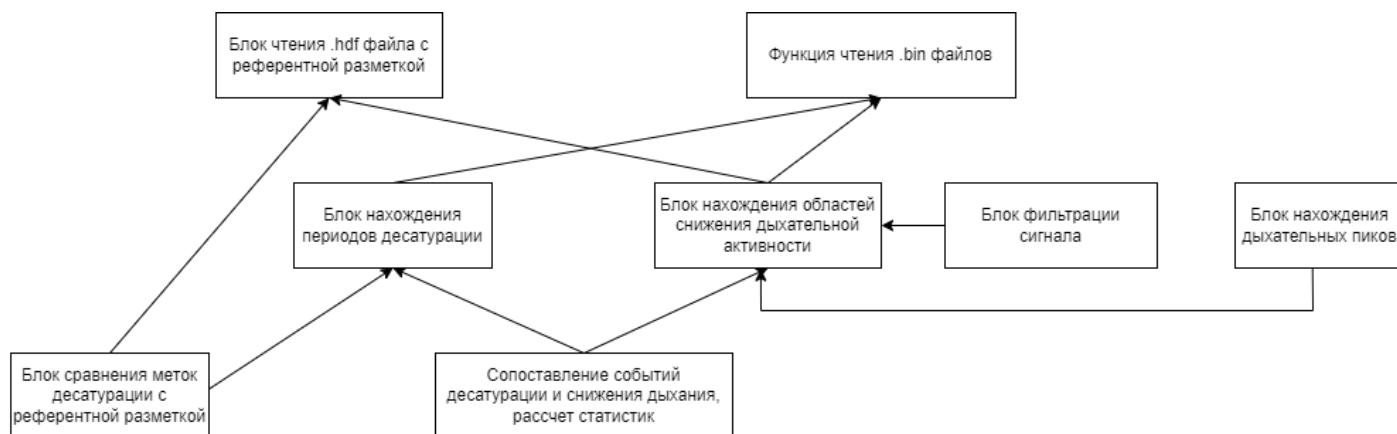 Блок чтения .hdf файла с
референтной разметкой
Функция чтения .bin файлов
Блок нахождения
периодов десатурации
Блок нахождения областей
снижения дыхательной
активности
Блок фильтрации
сигнала
Блок нахождения
дыхательных пиков
Блок сравнения меток
десатурации с
референтной разметкой
Сопоставление событий
десатурации и снижения дыхания,
рассчет статистик